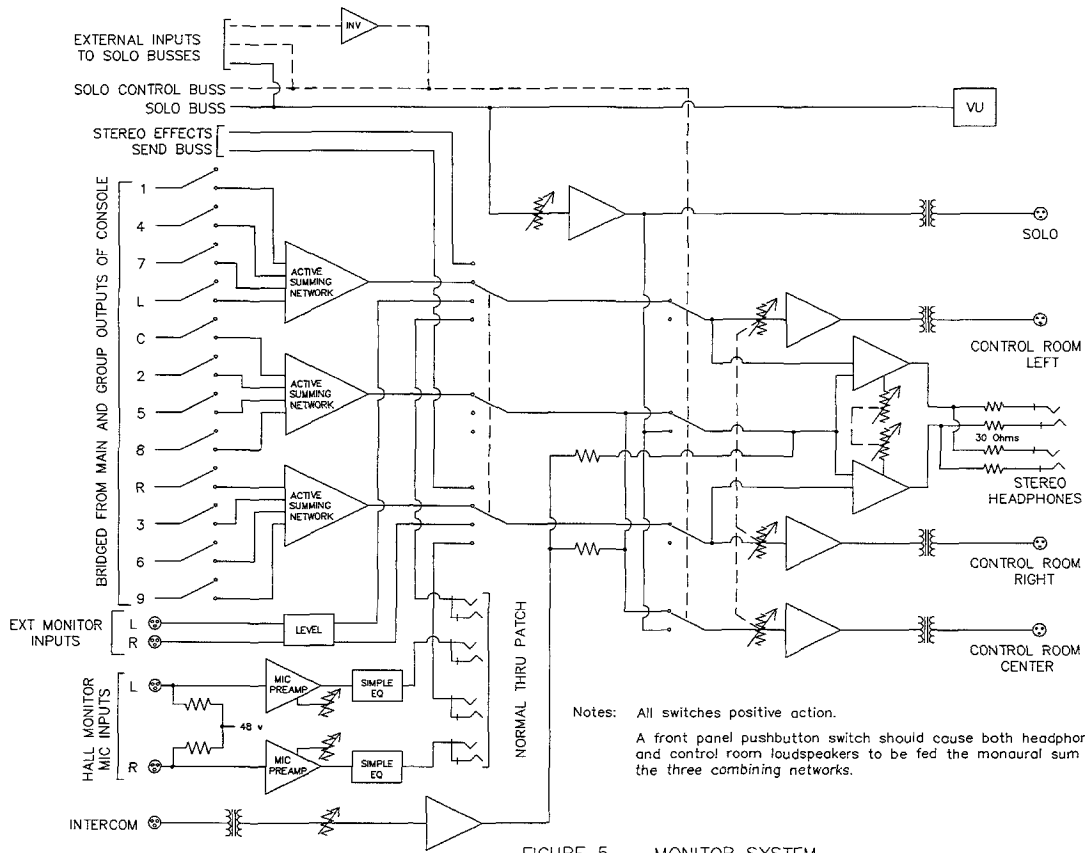 INV
EXTERNAL INPUTS
TO SOLO BUSSES
SOLO CONTROL BUSS
SOLO BUSS
VU
STEREO EFFECTS
SEND BUSS
BRIDGED FROM MAIN AND GROUP OUTPUTS OF CONSOLE
1
4
7
L
C
2
5
8
R
3
6
9
ACTIVE
SUMMING
NETWORK
ACTIVE
SUMMING
NETWORK
ACTIVE
SUMMING
NETWORK
SOLO
CONTROL ROOM
LEFT
30 Ohms
STEREO
HEADPHONES
CONTROL ROOM
RIGHT
CONTROL ROOM
CENTER
EXT MONITOR
INPUTS
L
R
LEVEL
HALL MONITOR
MIC INPUTS
L
R
48 v
MIC
PREAMP
SIMPLE
EQ
MIC
PREAMP
SIMPLE
EQ
NORMAL THRU PATCH
INTERCOM
Notes: All switches positive action.
A front panel pushbutton switch should cause both headphor
and control room loudspeakers to be fed the monaural sum
the three combining networks.
FIGURE 5 MONITOR SYSTEM